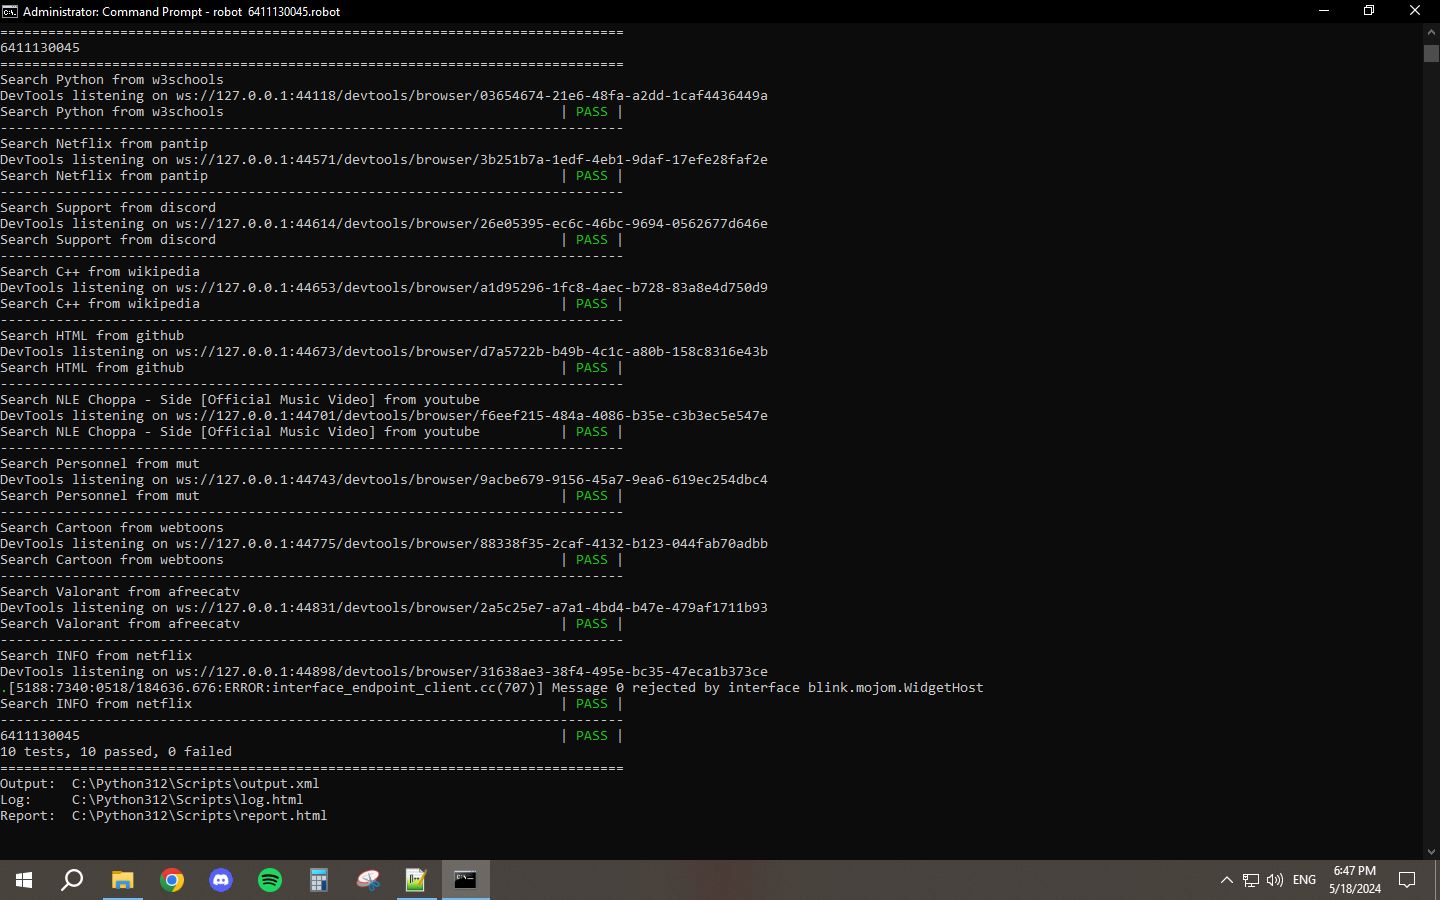 Administrator: Command Prompt - robot  6411130045.robot
==============================================================================
6411130045
==============================================================================
Search Python from w3schools
DevTools listening on ws://127.0.0.1:44118/devtools/browser/03654674-21e6-48fa-a2dd-1caf4436449a
Search Python from w3schools                                          | PASS |
------------------------------------------------------------------------------
Search Netflix from pantip
DevTools listening on ws://127.0.0.1:44571/devtools/browser/3b251b7a-1edf-4eb1-9daf-17efe28faf2e
Search Netflix from pantip                                            | PASS |
------------------------------------------------------------------------------
Search Support from discord
DevTools listening on ws://127.0.0.1:44614/devtools/browser/26e05395-ec6c-46bc-9694-0562677d646e
Search Support from discord                                           | PASS |
------------------------------------------------------------------------------
Search C++ from wikipedia
DevTools listening on ws://127.0.0.1:44653/devtools/browser/a1d95296-1fc8-4aec-b728-83a8e4d750d9
Search C++ from wikipedia                                             | PASS |
------------------------------------------------------------------------------
Search HTML from github
DevTools listening on ws://127.0.0.1:44673/devtools/browser/d7a5722b-b49b-4c1c-a80b-158c8316e43b
Search HTML from github                                               | PASS |
------------------------------------------------------------------------------
Search NLE Choppa - Side [Official Music Video] from youtube
DevTools listening on ws://127.0.0.1:44701/devtools/browser/f6eef215-484a-4086-b35e-c3b3ec5e547e
Search NLE Choppa - Side [Official Music Video] from youtube          | PASS |
------------------------------------------------------------------------------
Search Personnel from mut
DevTools listening on ws://127.0.0.1:44743/devtools/browser/9acbe679-9156-45a7-9ea6-619ec254dbc4
Search Personnel from mut                                             | PASS |
------------------------------------------------------------------------------
Search Cartoon from webtoons
DevTools listening on ws://127.0.0.1:44775/devtools/browser/88338f35-2caf-4132-b123-044fab70adbb
Search Cartoon from webtoons                                          | PASS |
------------------------------------------------------------------------------
Search Valorant from afreecatv
DevTools listening on ws://127.0.0.1:44831/devtools/browser/2a5c25e7-a7a1-4bd4-b47e-479af1711b93
Search Valorant from afreecatv                                        | PASS |
------------------------------------------------------------------------------
Search INFO from netflix
DevTools listening on ws://127.0.0.1:44898/devtools/browser/31638ae3-38f4-495e-bc35-47eca1b373ce
.[5188:7340:0518/184636.676:ERROR:interface_endpoint_client.cc(707)] Message 0 rejected by interface blink.mojom.WidgetHost
Search INFO from netflix                                              | PASS |
------------------------------------------------------------------------------
6411130045                                                            | PASS |
10 tests, 10 passed, 0 failed
==============================================================================
Output:  C:\Python312\Scripts\output.xml
Log:     C:\Python312\Scripts\log.html
Report:  C:\Python312\Scripts\report.html
ENG
6:47 PM
5/18/2024